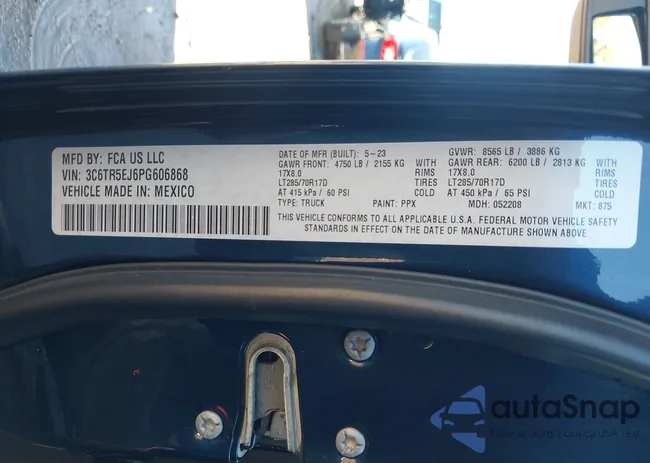 MFD BY: FCA US LLC
VIN: 3C6TR5EJ6PG606868
VEHICLE MADE IN: MEXICO
DATE OF MFR (BUILT): 5-23
GAWR FRONT: 4750 LB / 2155 KG WITH
17X8.0 RIMS
LT285/70R17D TIRES
AT 415 kPa / 60 PSI COLD
TYPE: TRUCK PAINT: PPX
GVWR: 8565 LB / 3886 KG
GAWR REAR: 6200 LB / 2813 KG WITH
17X8.0 RIMS
LT285/70R17D TIRES
AT 450 kPa / 65 PSI COLD
MDH: 052208 MKT: 875
THIS VEHICLE CONFORMS TO ALL APPLICABLE U.S.A. FEDERAL MOTOR VEHICLE SAFETY
STANDARDS IN EFFECT ON THE DATE OF MANUFACTURE SHOWN ABOVE.
autaSnap